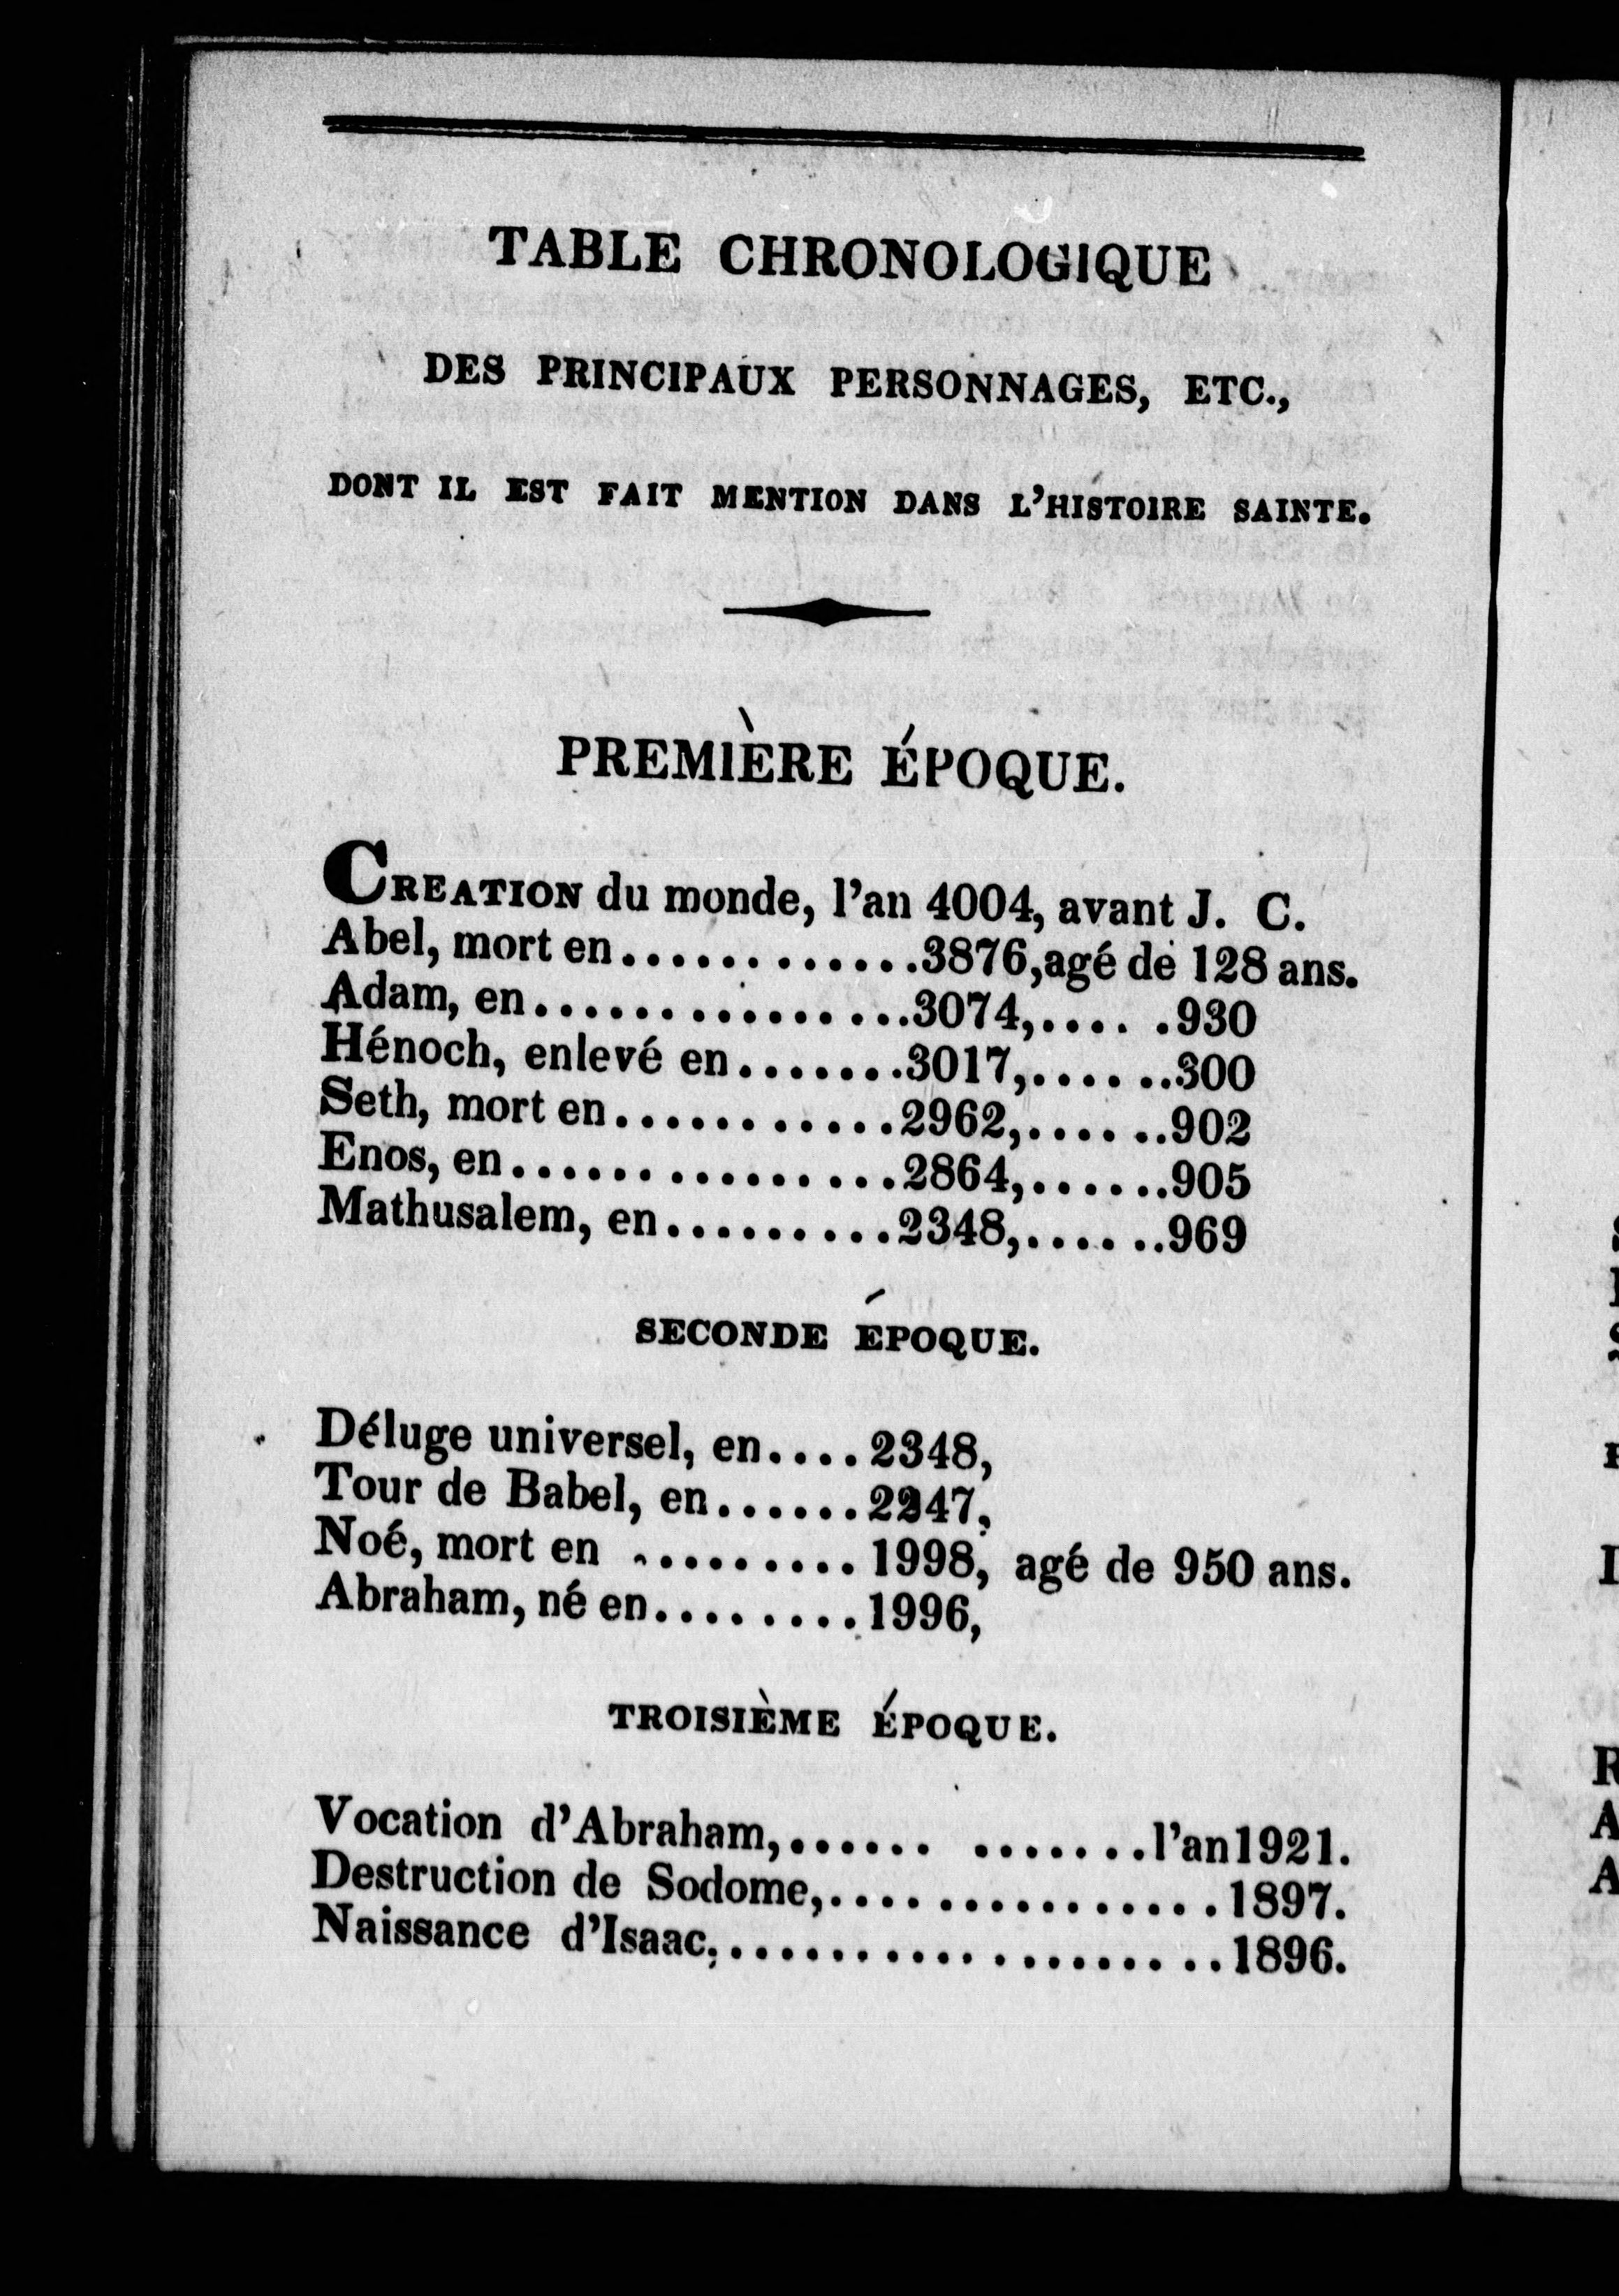 TABLE CHRONOLOGIQUE
DES PRINCIPAUX PERSONNAGES, ETC.,
DONT IL EST FAIT MENTION DANS L'HISTOIRE SAINTE.
PREMIÈRE ÉPOQUE.
CREATION du monde, l'an 4004, avant J. C.
Abel, mort en............3876,agé de 128 ans.
Adam, en...............3074,.....930
Hénoch, enlevé en.......3017,......300
Seth, mort en...........2962,......902
Enos, en...............2864,......905
Mathusalem, en.........2348,......969
SECONDE ÉPOQUE.
Déluge universel, en....2348,
Tour de Babel, en......2247,
Noé, mort en .........1998, agé de 950 ans.
Abraham, né en........1996,
TROISIÈME ÉPOQUE.
Vocation d'Abraham,...... .......l'an1921.
Destruction de Sodome,...............1897.
Naissance d'Isaac,...................1896.